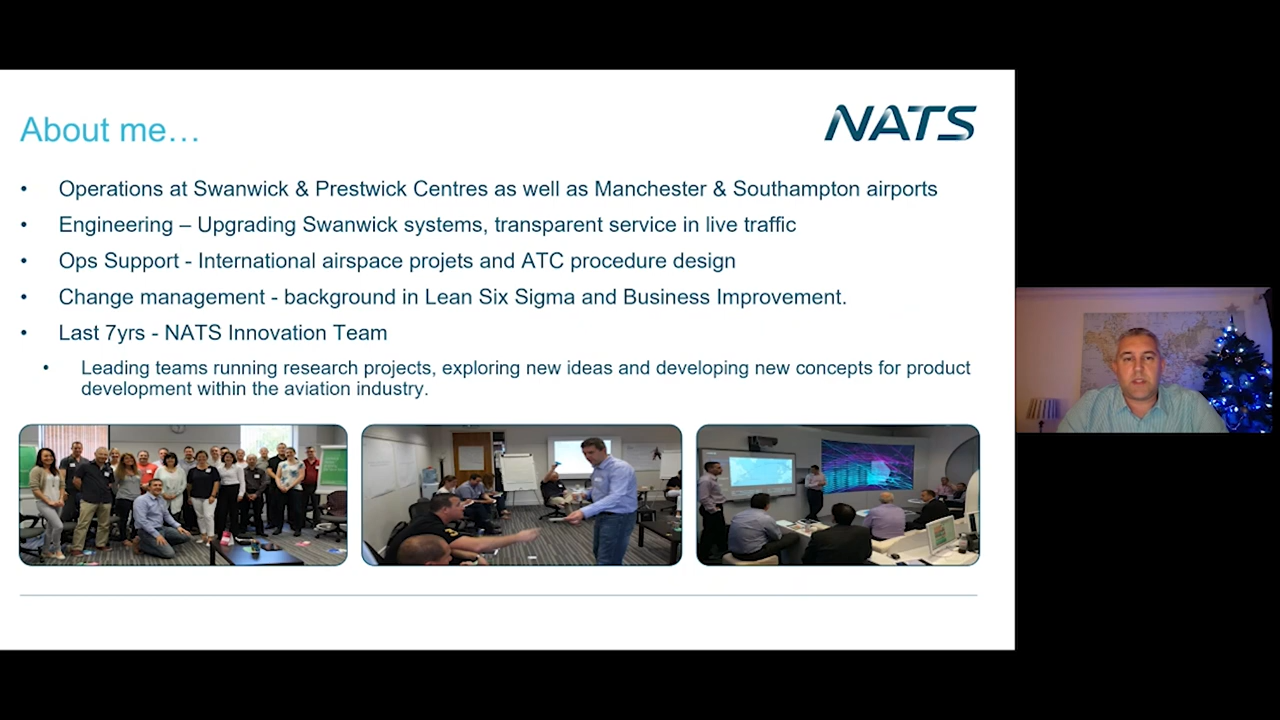 About me…
NATS
• Operations at Swanwick & Prestwick Centres as well as Manchester & Southampton airports
• Engineering – Upgrading Swanwick systems, transparent service in live traffic
• Ops Support - International airspace projets and ATC procedure design
• Change management - background in Lean Six Sigma and Business Improvement.
• Last 7yrs - NATS Innovation Team
• Leading teams running research projects, exploring new ideas and developing new concepts for product
development within the aviation industry.